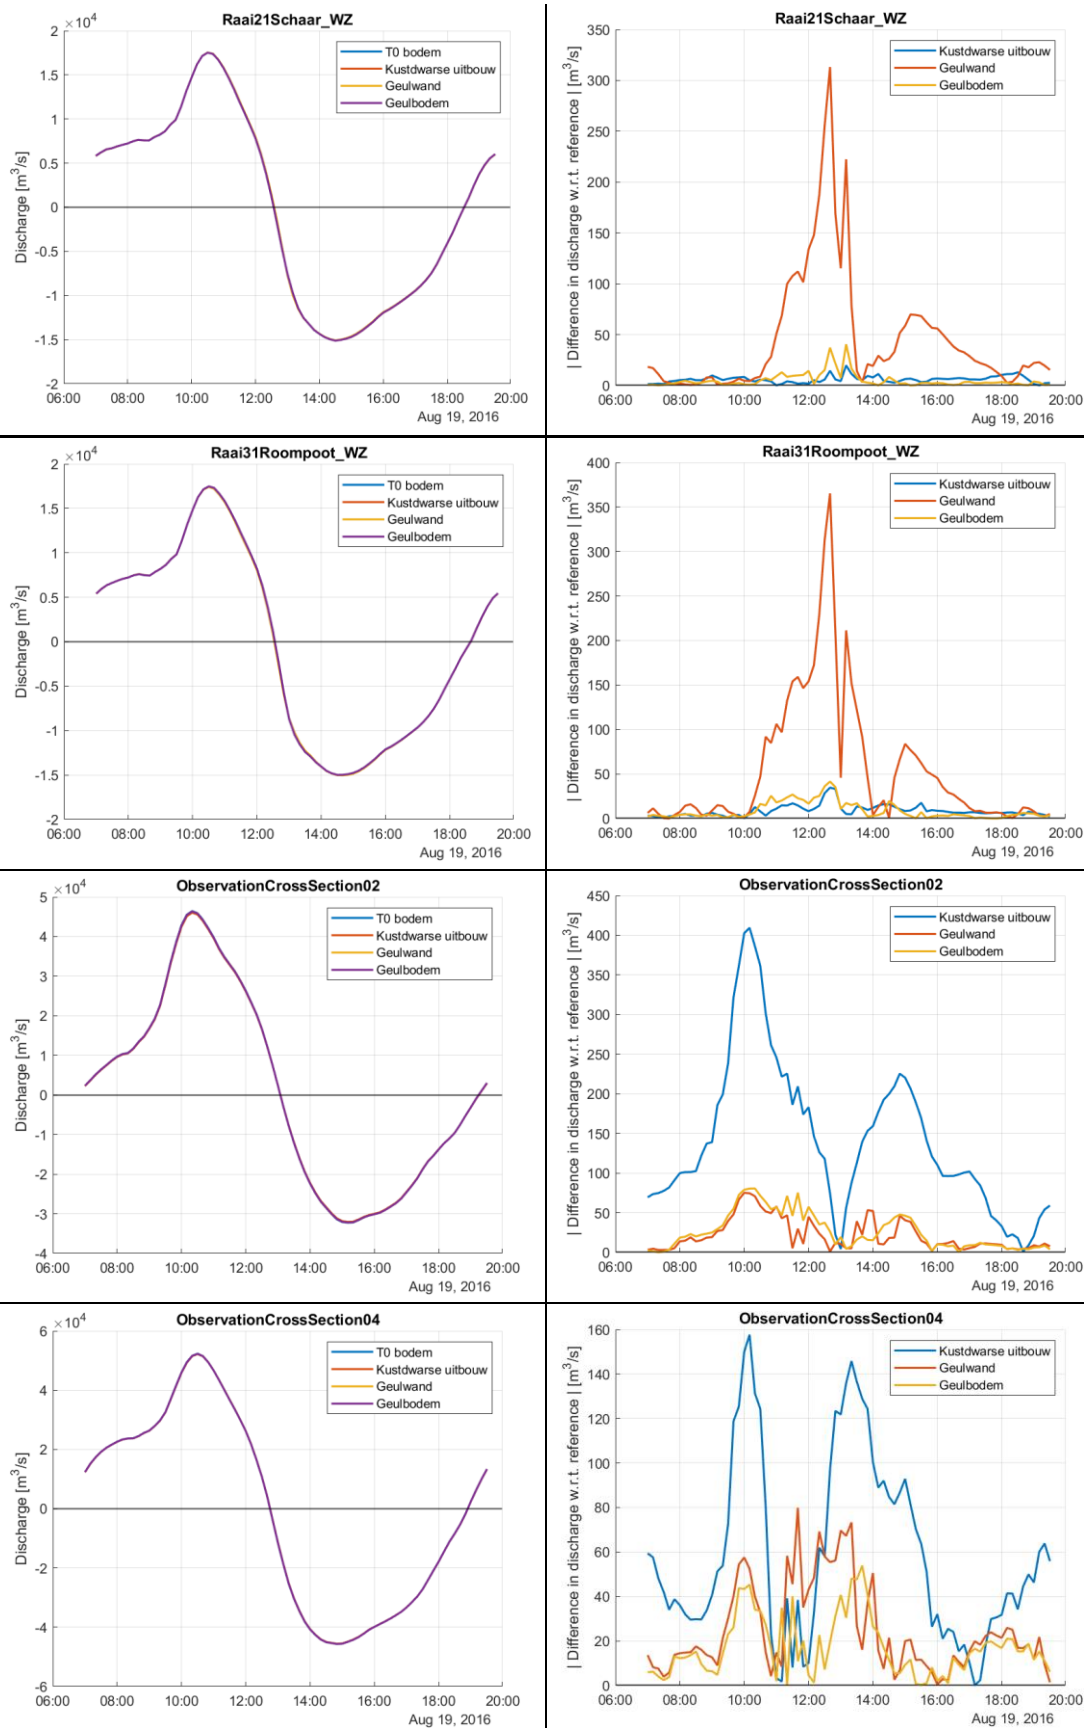 Raai21Schaar_WZ
×10⁴
Discharge [m³/s]
2
1.5
1
0.5
0
-0.5
-1
-1.5
-2
06:00 08:00 10:00 12:00 14:00 16:00 18:00 20:00
Aug 19, 2016
T0 bodem
Kustdwarse uitbouw
Geulwand
Geulbodem
Raai21Schaar_WZ
| Difference in discharge w.r.t. reference | [m³/s]
350
300
250
200
150
100
50
0
06:00 08:00 10:00 12:00 14:00 16:00 18:00 20:00
Aug 19, 2016
Kustdwarse uitbouw
Geulwand
Geulbodem
Raai31Roompoot_WZ
×10⁴
Discharge [m³/s]
2
1.5
1
0.5
0
-0.5
-1
-1.5
-2
06:00 08:00 10:00 12:00 14:00 16:00 18:00 20:00
Aug 19, 2016
T0 bodem
Kustdwarse uitbouw
Geulwand
Geulbodem
Raai31Roompoot_WZ
| Difference in discharge w.r.t. reference | [m³/s]
400
350
300
250
200
150
100
50
0
06:00 08:00 10:00 12:00 14:00 16:00 18:00 20:00
Aug 19, 2016
Kustdwarse uitbouw
Geulwand
Geulbodem
ObservationCrossSection02
×10⁴
Discharge [m³/s]
5
4
3
2
1
0
-1
-2
-3
-4
06:00 08:00 10:00 12:00 14:00 16:00 18:00 20:00
Aug 19, 2016
T0 bodem
Kustdwarse uitbouw
Geulwand
Geulbodem
ObservationCrossSection02
| Difference in discharge w.r.t. reference | [m³/s]
450
400
350
300
250
200
150
100
50
0
06:00 08:00 10:00 12:00 14:00 16:00 18:00 20:00
Aug 19, 2016
Kustdwarse uitbouw
Geulwand
Geulbodem
ObservationCrossSection04
×10⁴
Discharge [m³/s]
6
4
2
0
-2
-4
-6
06:00 08:00 10:00 12:00 14:00 16:00 18:00 20:00
Aug 19, 2016
T0 bodem
Kustdwarse uitbouw
Geulwand
Geulbodem
ObservationCrossSection04
| Difference in discharge w.r.t. reference | [m³/s]
160
140
120
100
80
60
40
20
0
06:00 08:00 10:00 12:00 14:00 16:00 18:00 20:00
Aug 19, 2016
Kustdwarse uitbouw
Geulwand
Geulbodem